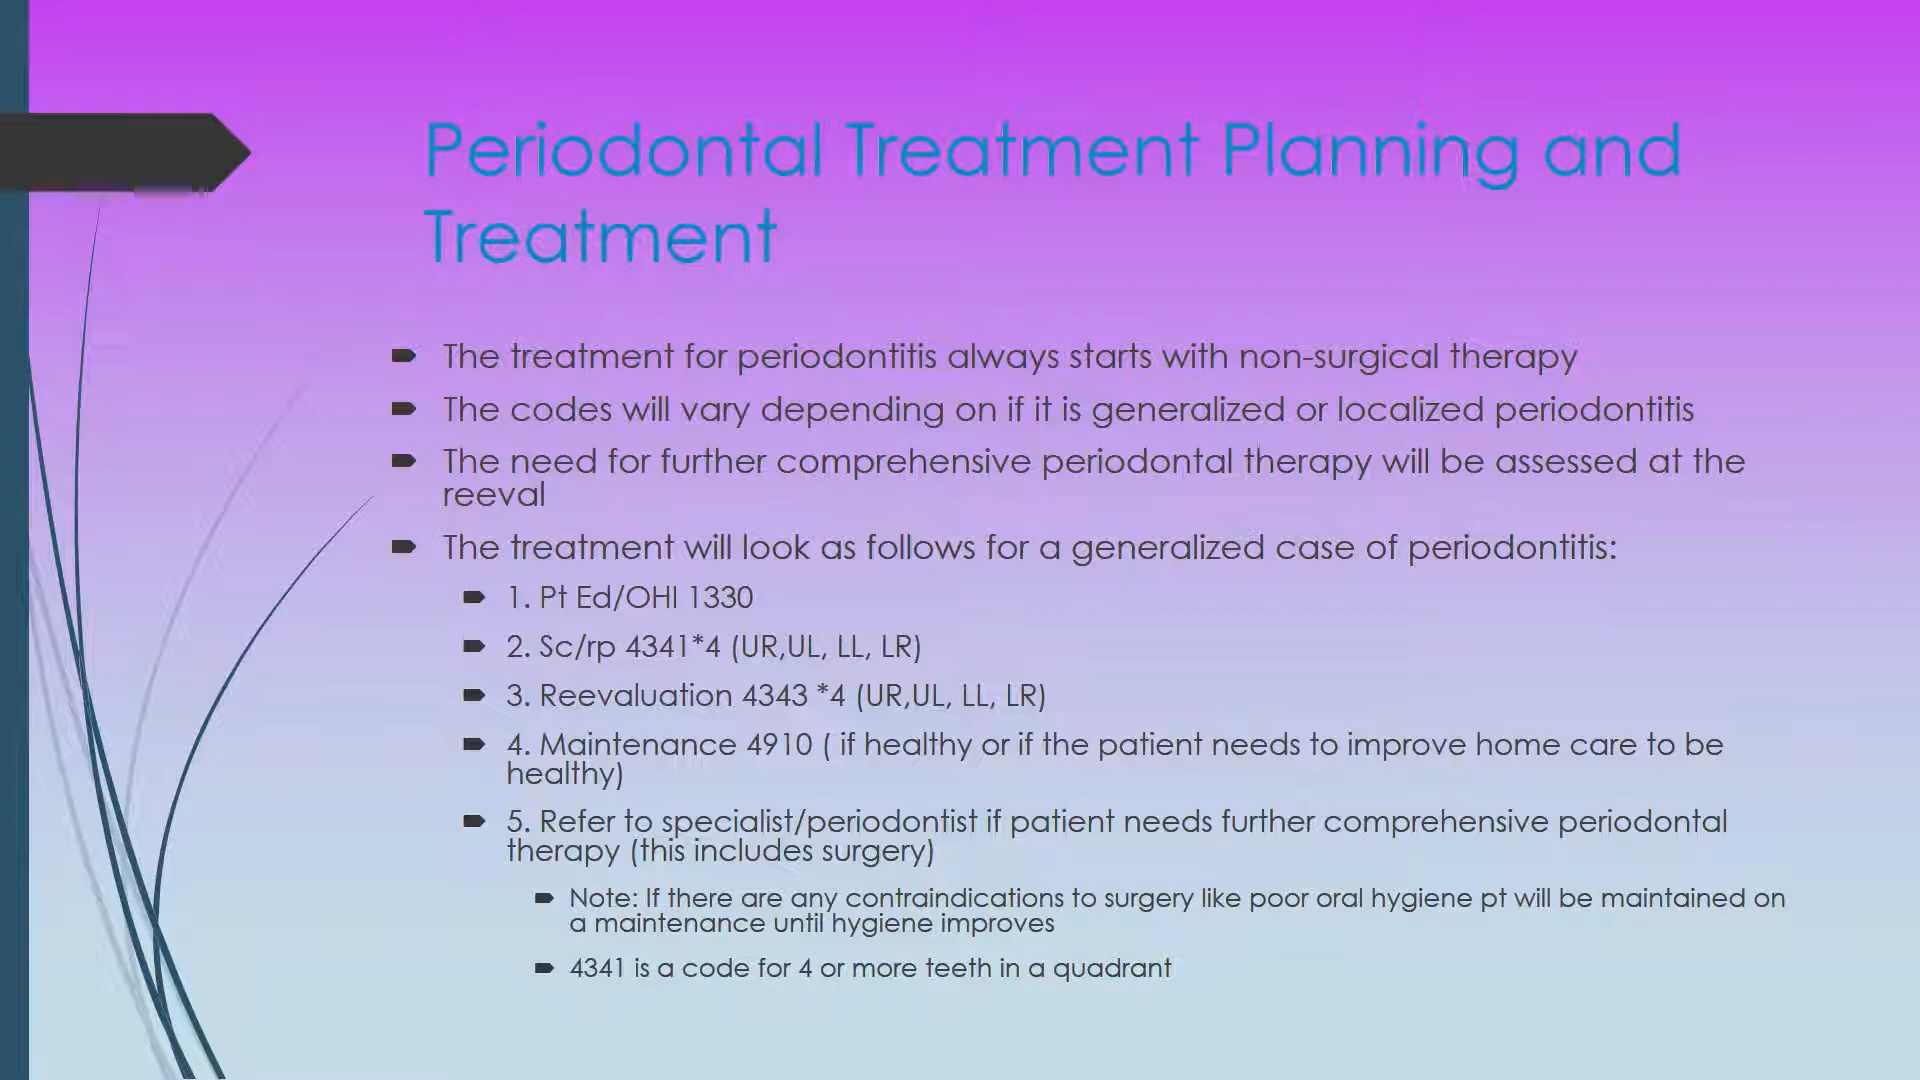 Periodontal Treatment Planning and
Treatment
The treatment for periodontitis always starts with non-surgical therapy
The codes will vary depending on if it is generalized or localized periodontitis
The need for further comprehensive periodontal therapy will be assessed at the
reeval
The treatment will look as follows for a generalized case of periodontitis:
1. Pt Ed/OHI 1330
2. Sc/rp 4341*4 (UR,UL, LL, LR)
3. Reevaluation 4343 *4 (UR,UL, LL, LR)
4. Maintenance 4910 ( if healthy or if the patient needs to improve home care to be
healthy)
5. Refer to specialist/periodontist if patient needs further comprehensive periodontal
therapy (this includes surgery)
Note: If there are any contraindications to surgery like poor oral hygiene pt will be maintained on
a maintenance until hygiene improves
4341 is a code for 4 or more teeth in a quadrant